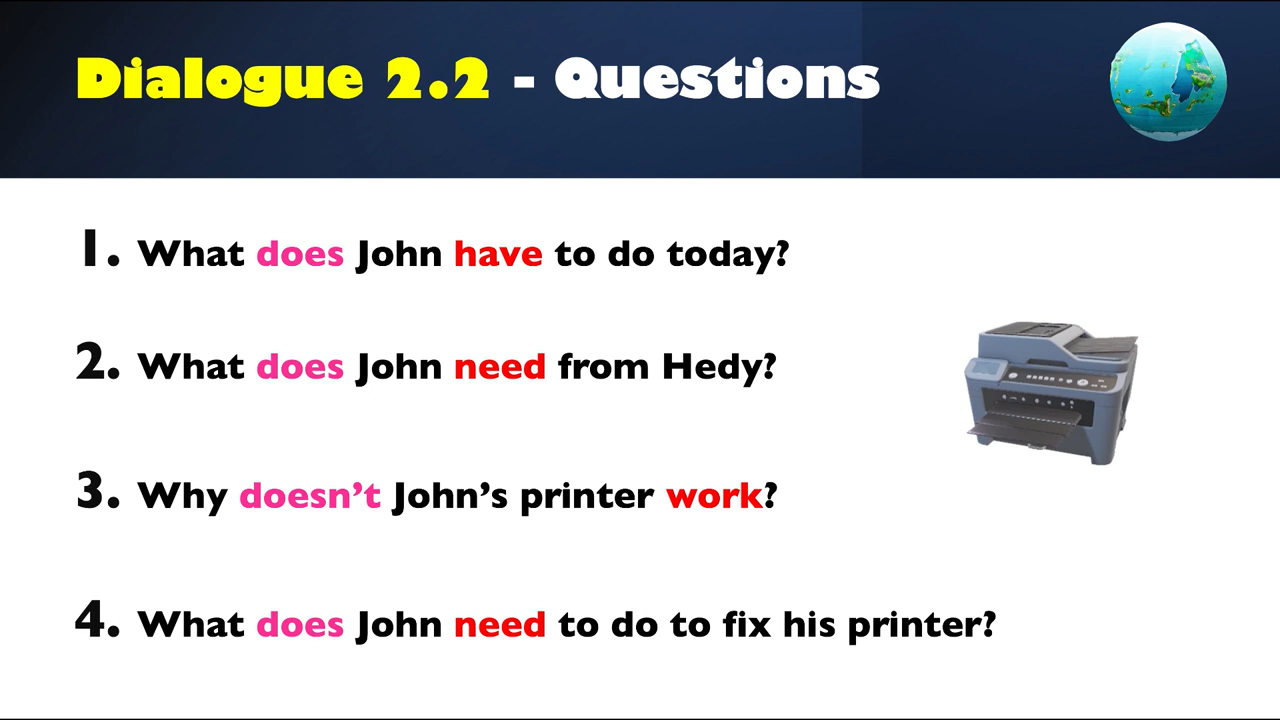 Dialogue 2.2 - Questions
1. What does John have to do today?
2. What does John need from Hedy?
3. Why doesn’t John’s printer work?
4. What does John need to do to fix his printer?